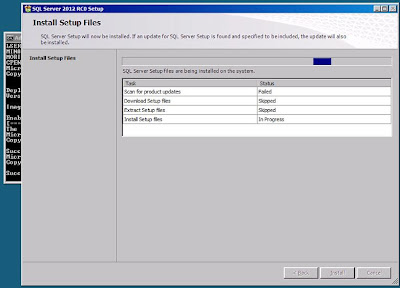 SQL Server 2012 RC0 Setup
Install Setup Files
SQL Server Setup will now be installed. If an update for SQL Server Setup is found and specified to be included, the update will also
be installed.
Install Setup Files
SQL Server Setup files are being installed on the system.
Task Status
Scan for product updates Failed
Download Setup files Skipped
Extract Setup files Skipped
Install Setup files In Progress
< Back Install Cancel